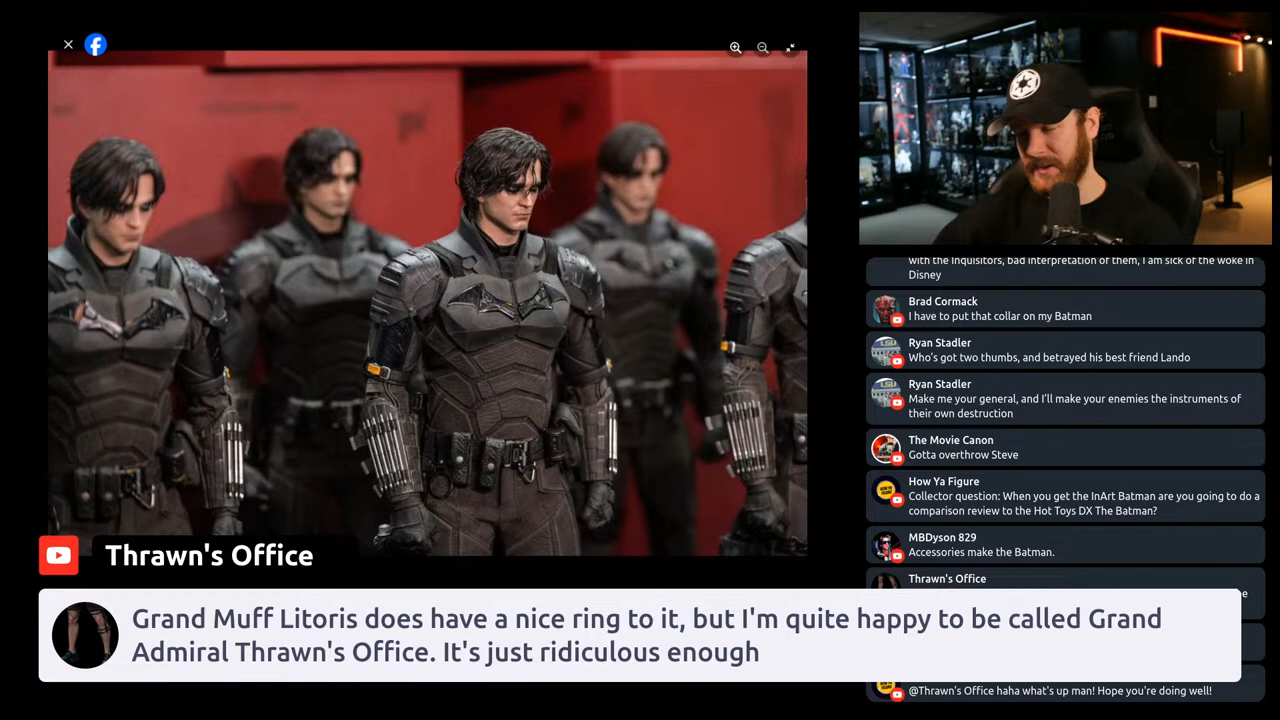 with the Inquisitors, bad interpretation of them, I am sick of the woke in
Disney
Brad Cormack
I have to put that collar on my Batman
Ryan Stadler
Who's got two thumbs, and betrayed his best friend Lando
Ryan Stadler
Make me your general, and I'll make your enemies the instruments of
their own destruction
The Movie Canon
Gotta overthrow Steve
How Ya Figure
Collector question: When you get the InArt Batman are you going to do a
comparison review to the Hot Toys DX The Batman?
MBDyson 829
Accessories make the Batman.
Thrawn's Office
@Thrawn's Office haha what's up man! Hope you're doing well!
Thrawn's Office
Grand Muff Litoris does have a nice ring to it, but I'm quite happy to be called Grand
Admiral Thrawn's Office. It's just ridiculous enough